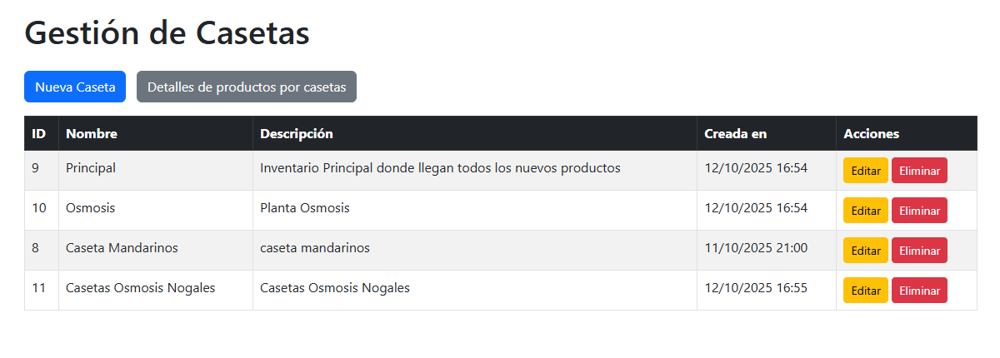 Gestión de Casetas
Nueva Caseta Detalles de productos por casetas
ID Nombre Descripción Creada en Acciones
9 Principal Inventario Principal donde llegan todos los nuevos productos 12/10/2025 16:54 Editar Eliminar
10 Osmosis Planta Osmosis 12/10/2025 16:54 Editar Eliminar
8 Caseta Mandarinos caseta mandarinos 11/10/2025 21:00 Editar Eliminar
11 Casetas Osmosis Nogales Casetas Osmosis Nogales 12/10/2025 16:55 Editar Eliminar